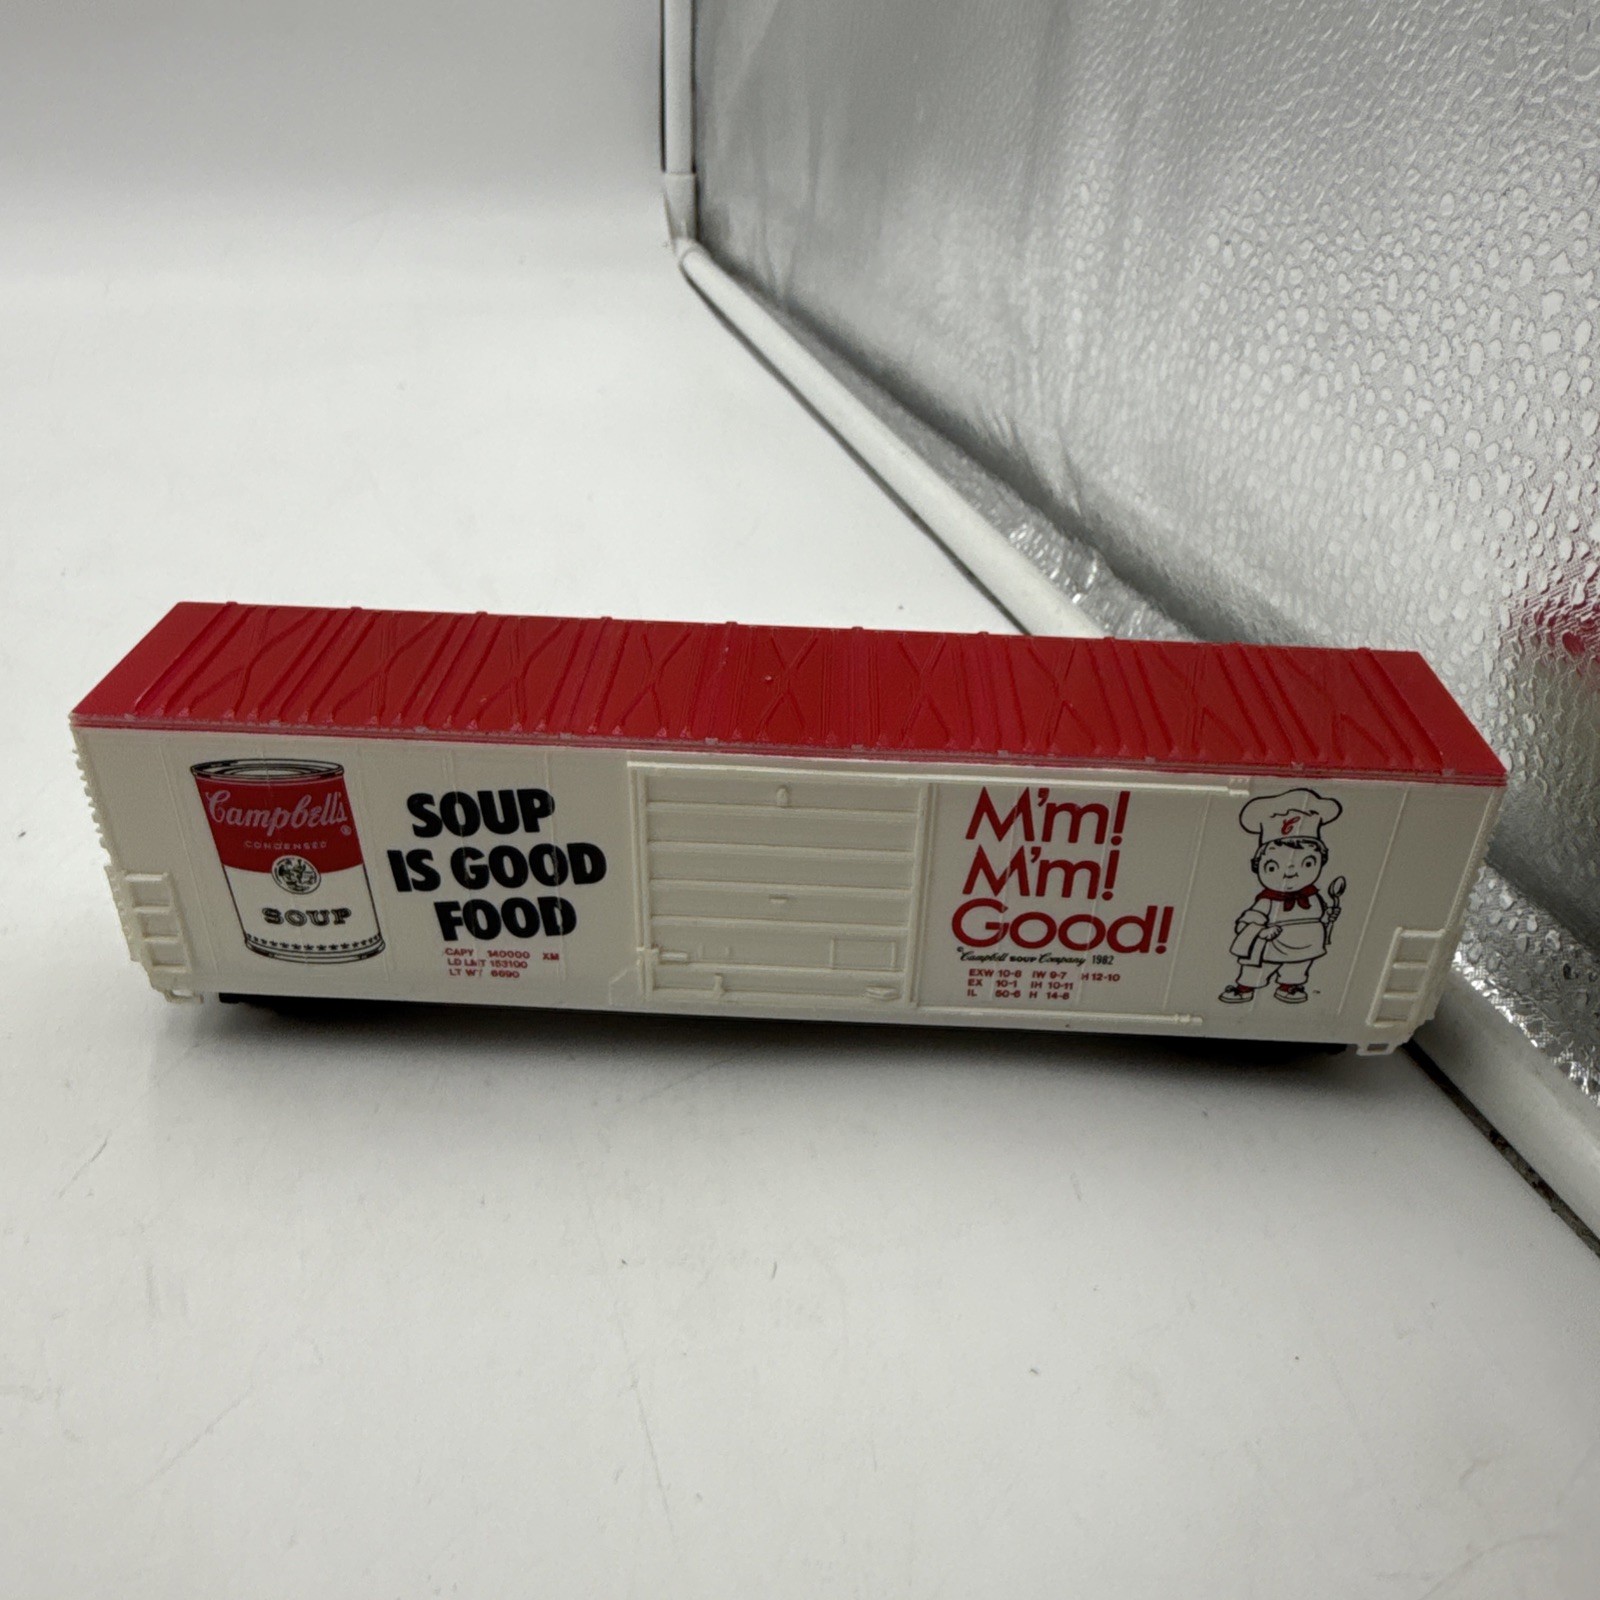 Campbell's®
CONDENSED
SOUP
SOUP
IS GOOD
FOOD
CAPY 140000 XM
LD LMT 153100
LT WT 6690
M'm!
M'm!
Good!
© Campbell SOUP Company 1982
EXW 10-8 IW 9-7 H 12-10
EX 10-1 IH 10-11
IL 50-6 H 14-8
C
™